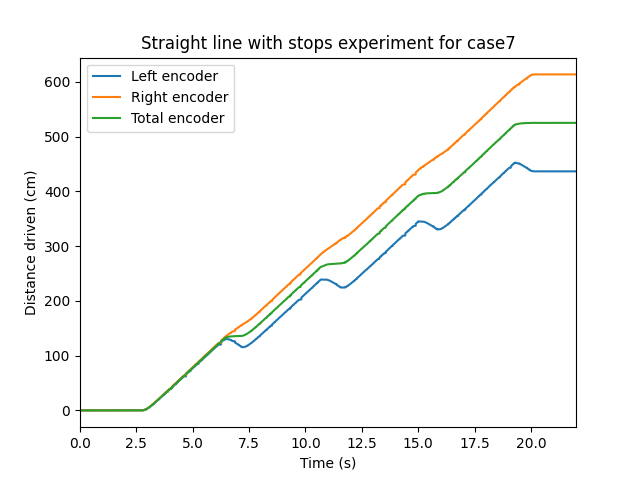 Straight line with stops experiment for case7
Left encoder
Right encoder
Total encoder
Distance driven (cm)
600
500
400
300
200
100
0
0.0 2.5 5.0 7.5 10.0 12.5 15.0 17.5 20.0
Time (s)